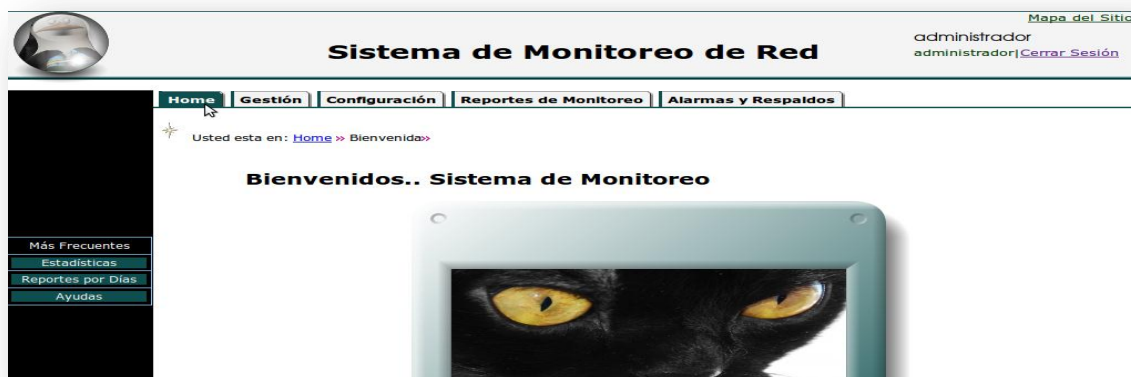 Mapa del Sitio
Sistema de Monitoreo de Red
administrador
administrador|Cerrar Sesión
Home Gestión Configuración Reportes de Monitoreo Alarmas y Respaldos
Usted esta en: Home » Bienvenida»
Bienvenidos.. Sistema de Monitoreo
Más Frecuentes
Estadísticas
Reportes por Días
Ayudas